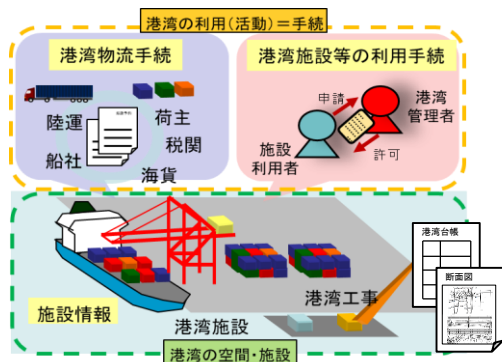 港湾の利用(活動)＝手続
港湾物流手続
陸運
荷主
税関
船社
海貨
港湾施設等の利用手続
申請
港湾
管理者
施設
利用者
許可
港湾台帳
断面図
施設情報
港湾工事
港湾施設
港湾の空間・施設